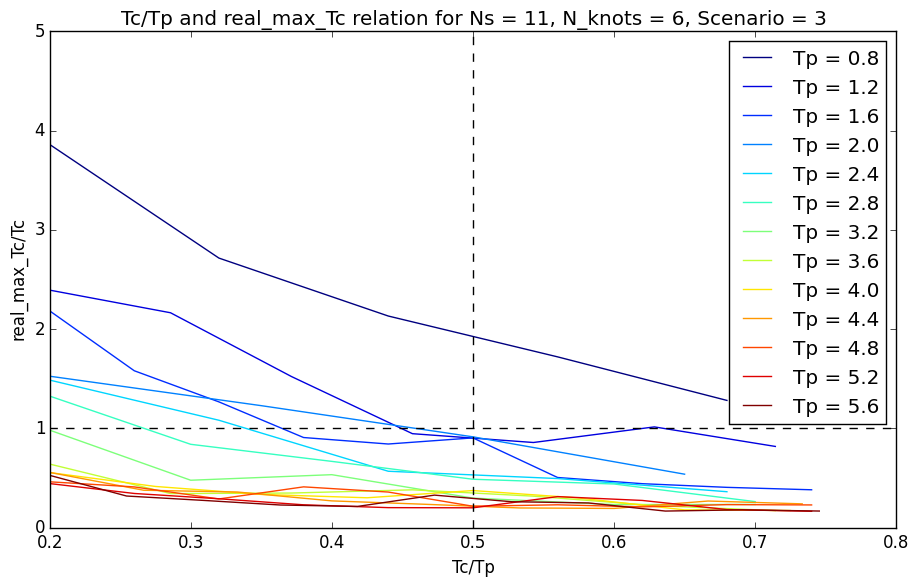 Tc/Tp and real_max_Tc relation for Ns = 11, N_knots = 6, Scenario = 3
5
4
3
2
1
0
real_max_Tc/Tc
Tp = 0.8
Tp = 1.2
Tp = 1.6
Tp = 2.0
Tp = 2.4
Tp = 2.8
Tp = 3.2
Tp = 3.6
Tp = 4.0
Tp = 4.4
Tp = 4.8
Tp = 5.2
Tp = 5.6
0.2 0.3 0.4 0.5 0.6 0.7 0.8
Tc/Tp